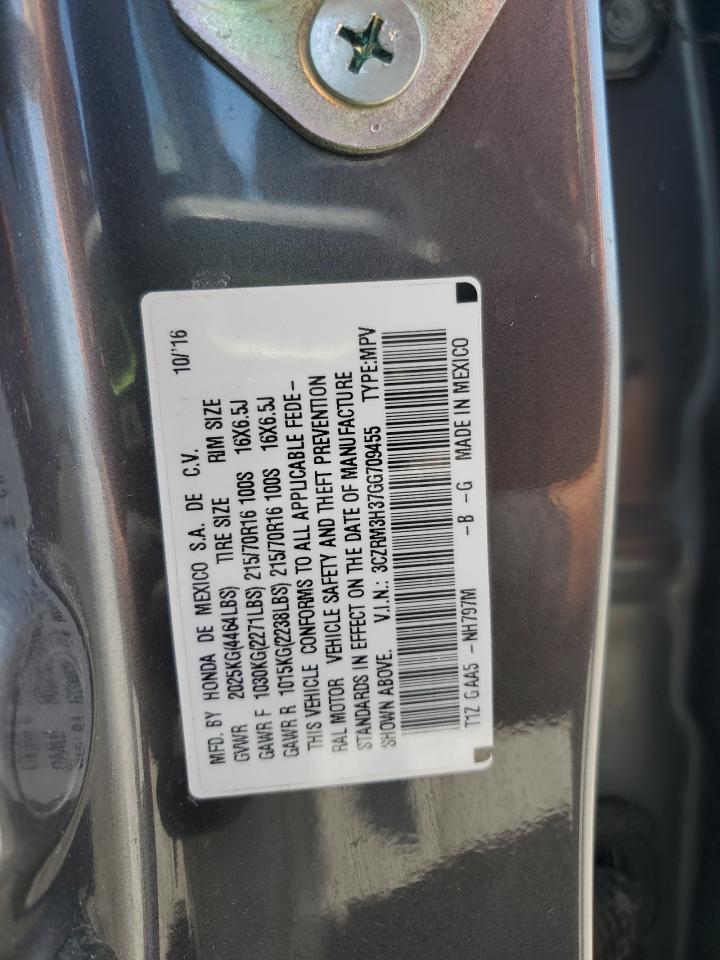 MFD. BY HONDA DE MEXICO S.A. DE C.V. 10/'16
GVWR 2025KG(4464LBS) TIRE SIZE RIM SIZE
GAWR F 1030KG(2271LBS) 215/70R16 100S 16X6.5J
GAWR R 1015KG(2238LBS) 215/70R16 100S 16X6.5J
THIS VEHICLE CONFORMS TO ALL APPLICABLE FEDE-
RAL MOTOR VEHICLE SAFETY AND THEFT PREVENTION
STANDARDS IN EFFECT ON THE DATE OF MANUFACTURE
SHOWN ABOVE. V.I.N.: 3CZRM3H37GG709455 TYPE:MPV
T1Z GAA5 -NH797M -B -G MADE IN MEXICO